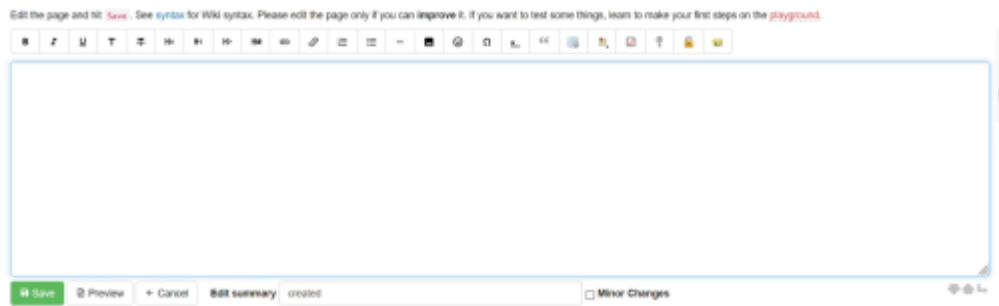 Edit the page and hit Save. See syntax for Wiki syntax. Please edit the page only if you can improve it. If you want to test some things, learn to make your first steps on the playground.
B I U T
Save Preview + Cancel Edit summary created Minor Changes